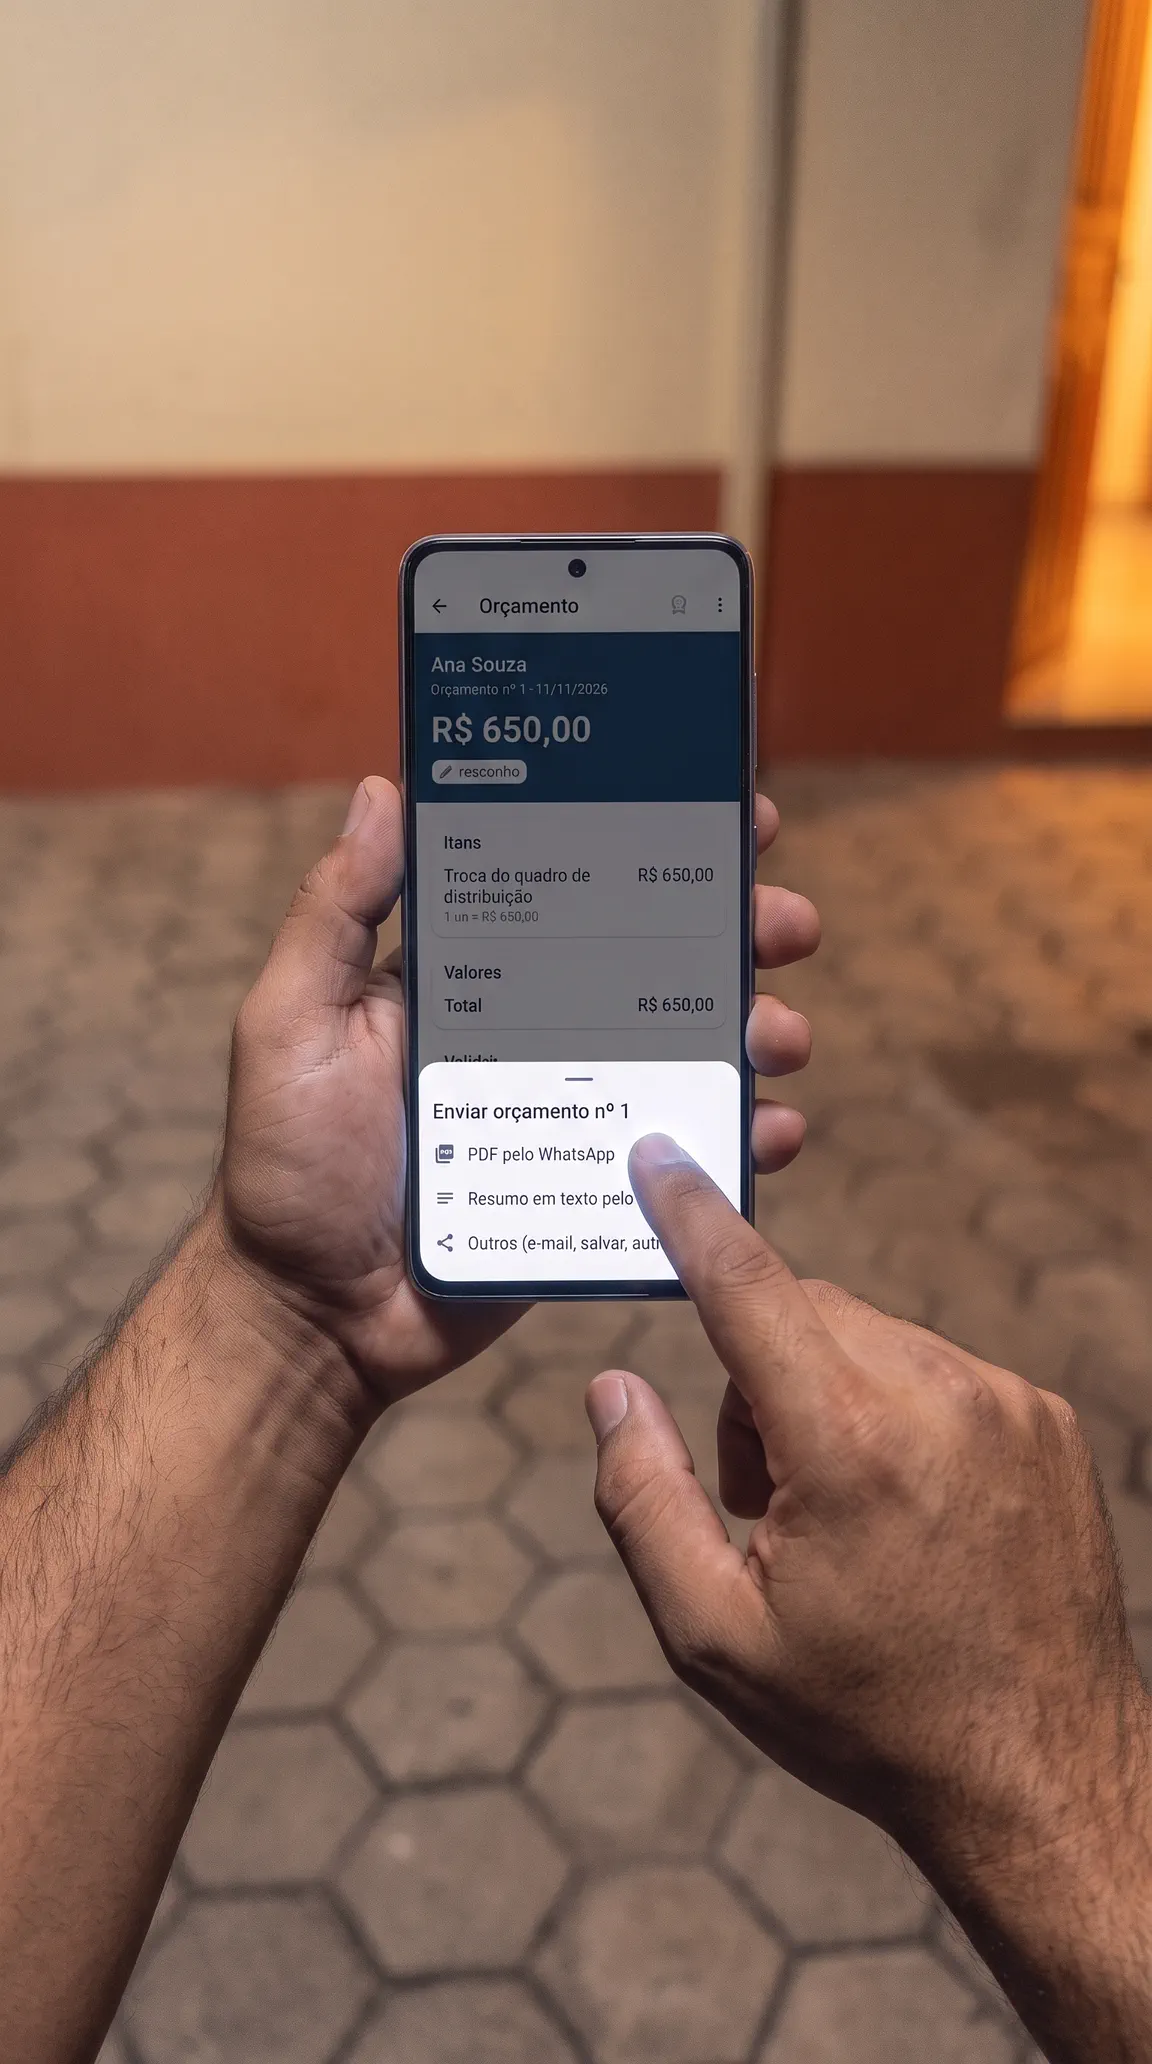 Orçamento
Ana Souza
Orçamento nº 1 - 11/11/2026
R$ 650,00
resconho
Itans
Troca do quadro de R$ 650,00
distribuição
1 un = R$ 650,00
Valores
Total R$ 650,00
Enviar orçamento nº 1
PDF pelo WhatsApp
Resumo em texto pelo
Outros (e-mail, salvar,